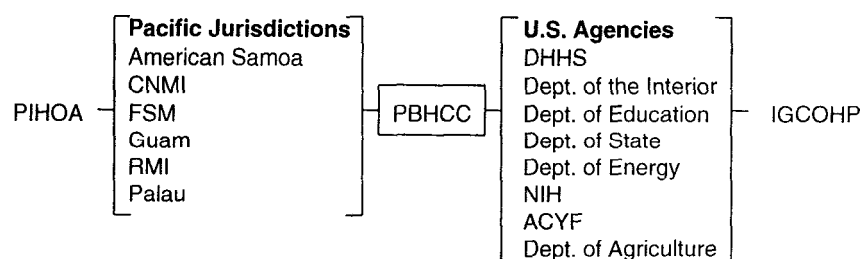 Pacific Jurisdictions
American Samoa
CNMI
FSM
Guam
RMI
Palau
PIHOA
PBHCC
U.S. Agencies
DHHS
Dept. of the Interior
Dept. of Education
Dept. of State
Dept. of Energy
NIH
ACYF
Dept. of Agriculture
IGCOHP